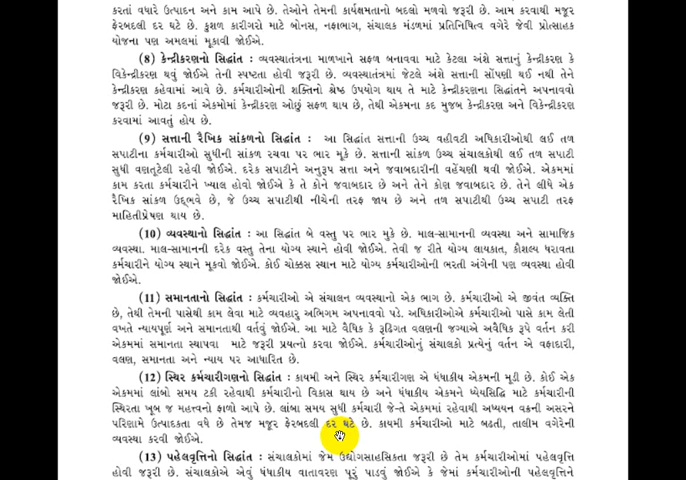 કરતાં વધારે ઉત્પાદન અને કામ આપે છે. તેઓને તેમની કાર્યક્ષમતાનો બદલો મળવો જરૂરી છે. આમ કરવાથી મજૂર
ફેરબદલી દર ઘટે છે. કુશળ કારીગરો માટે બોનસ, નફાભાગ, સંચાલક મંડળમાં પ્રતિનિધિત્વ વગેરે જેવી પ્રોત્સાહક
યોજના પણ અમલમાં મૂકાવી જોઈએ.
(8) કેન્દ્રીકરણનો સિદ્ધાંત : વ્યવસ્થાતંત્રના માળખાને સફળ બનાવવા માટે કેટલા અંશે સત્તાનું કેન્દ્રીકરણ કે
વિકેન્દ્રીકરણ થવું જોઈએ તેની સ્પષ્ટતા હોવી જરૂરી છે. વ્યવસ્થાતંત્રમાં જેટલે અંશે સત્તાની સોંપણી થઈ નથી તેને
કેન્દ્રીકરણ કહેવામાં આવે છે. કર્મચારીઓની શક્તિનો શ્રેષ્ઠ ઉપયોગ થાય તે માટે કેન્દ્રીકરણના સિદ્ધાંતને અપનાવવો
જરૂરી છે. મોટા કદનાં એકમોમાં કેન્દ્રીકરણ ઓછું સફળ થાય છે, તેથી એકમના કદ મુજબ કેન્દ્રીકરણ અને વિકેન્દ્રીકરણ
કરવામાં આવતું હોય છે.
(9) સત્તાની રૈખિક સાંકળનો સિદ્ધાંત : આ સિદ્ધાંત સત્તાની ઉચ્ચ વહીવટી અધિકારીઓથી લઈ તળ
સપાટીના કર્મચારીઓ સુધીની સાંકળ રચવા પર ભાર મૂકે છે. સત્તાની સાંકળ ઉચ્ચ સંચાલકોથી લઈ તળ સપાટી
સુધી વણતૂટેલી રહેવી જોઈએ. દરેક સપાટીને અનુરૂપ સત્તા અને જવાબદારીની વહેંચણી થવી જોઈએ. એકમમાં
કામ કરતા કર્મચારીને ખ્યાલ હોવો જોઈએ કે તે કોને જવાબદાર છે અને તેને કોણ જવાબદાર છે. તેને લીધે એક
રૈખિક સાંકળ ઉદ્ભવે છે, જે ઉચ્ચ સપાટીથી નીચેની તરફ જાય છે અને તળ સપાટીથી ઉચ્ચ સપાટી તરફ
માહિતીપ્રેષણ થાય છે.
(10) વ્યવસ્થાનો સિદ્ધાંત : આ સિદ્ધાંત બે વસ્તુ પર ભાર મુકે છે. માલ-સામાનની વ્યવસ્થા અને સામાજિક
વ્યવસ્થા. માલ-સામાનની દરેક વસ્તુ તેના યોગ્ય સ્થાને હોવી જોઈએ. તેવી જ રીતે યોગ્ય લાયકાત, કૌશલ્ય ધરાવતા
કર્મચારીને યોગ્ય સ્થાને મૂકવો જોઈએ. કોઈ ચોક્કસ સ્થાન માટે યોગ્ય કર્મચારીઓની ભરતી અંગેની પણ વ્યવસ્થા હોવી
જોઈએ.
(11) સમાનતાનો સિદ્ધાંત : કર્મચારીઓ એ સંચાલન વ્યવસ્થાનો એક ભાગ છે. કર્મચારીઓ એ જીવંત વ્યક્તિ
છે, તેથી તેમની પાસેથી કામ લેવા માટે વ્યવહારુ અભિગમ અપનાવવો પડે. અધિકારીઓએ કર્મચારીઓ પાસે કામ લેતી
વખતે ન્યાયપૂર્ણ અને સમાનતાથી વર્તવું જોઈએ. આ માટે વૈધિક કે રૂઢિગત વલણની જગ્યાએ અવૈધિક રૂપે વર્તન કરી
એકમમાં સમાનતા સ્થાપવા માટે જરૂરી પ્રયત્નો કરવા જોઈએ. કર્મચારીઓનું સંચાલકો પ્રત્યેનું વર્તન એ વફાદારી,
વલણ, સમાનતા અને ન્યાય પર આધારિત છે.
(12) સ્થિર કર્મચારીગણનો સિદ્ધાંત : કાયમી અને સ્થિર કર્મચારીગણ એ ધંધાકીય એકમની મૂડી છે. કોઈ એક
એકમમાં લાંબો સમય ટકી રહેવાથી કર્મચારીનો વિકાસ થાય છે અને ધંધાકીય એકમને ધ્યેયસિદ્ધિ માટે કર્મચારીની
સ્થિરતા ખૂબ જ મહત્ત્વનો ફાળો આપે છે. લાંબા સમય સુધી કર્મચારી જે-તે એકમમાં રહેવાથી અધ્યયન વક્રની અસરને
પરિણામે ઉત્પાદકતા વધે છે તેમજ મજૂર ફેરબદલી દર ઘટે છે. કાયમી કર્મચારીઓ માટે બઢતી, તાલીમ વગેરેની
વ્યવસ્થા કરવી જોઈએ.
(13) પહેલવૃત્તિનો સિદ્ધાંત : સંચાલકોમાં જેમ ઉદ્યોગસાહસિકતા જરૂરી છે તેમ કર્મચારીઓમાં પહેલવૃત્તિ
હોવી જરૂરી છે. સંચાલકોએ એવું ધંધાકીય વાતાવરણ પૂરું પાડવું જોઈએ કે જેમાં કર્મચારીઓની પહેલવૃત્તિને